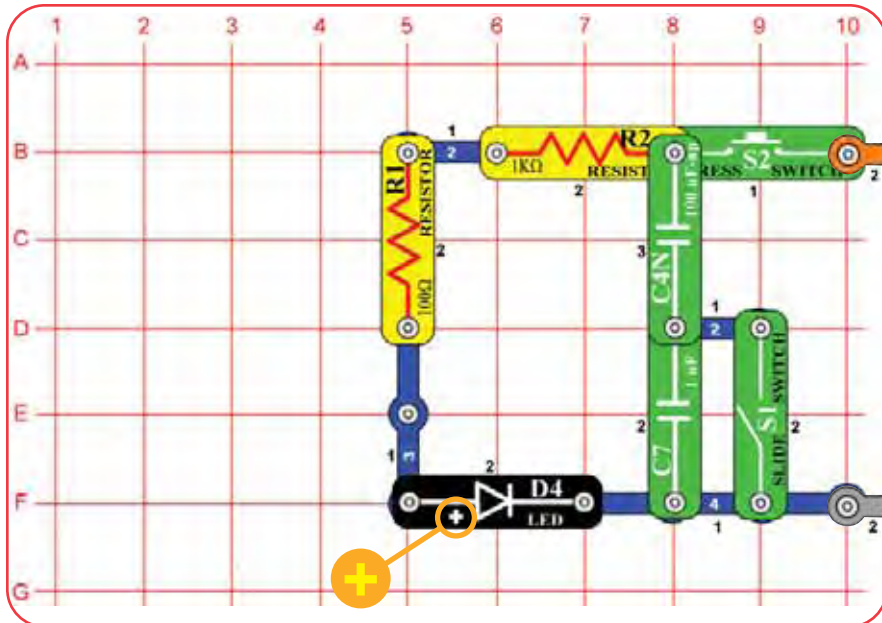 1 2 3 4 5 6 7 8 9 10
A
B
C
D
E
F
G
R1
RESISTOR
100Ω
2
1
2
R2
1KΩ
RESIST
2
RESS
S2
SWITCH
1
2
C4N
3
1
2
C7
2
S1
SLIDE SWITCH
2
1
3
2
D4
LED
+
+
4
1
2